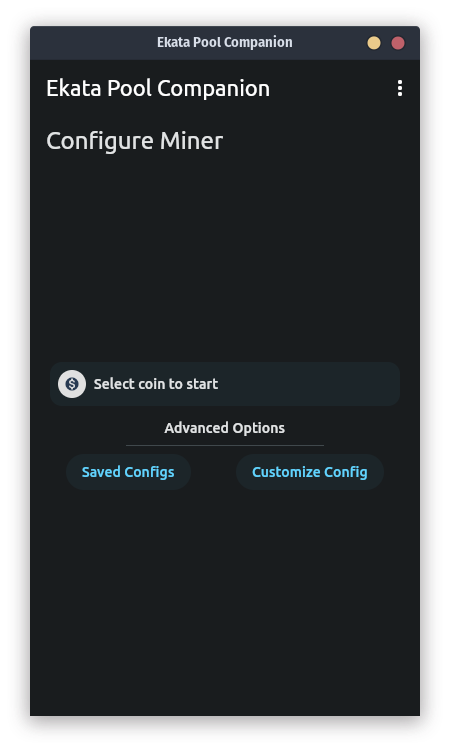 Ekata Pool Companion
Ekata Pool Companion
Configure Miner
Select coin to start
Advanced Options
Saved Configs
Customize Config